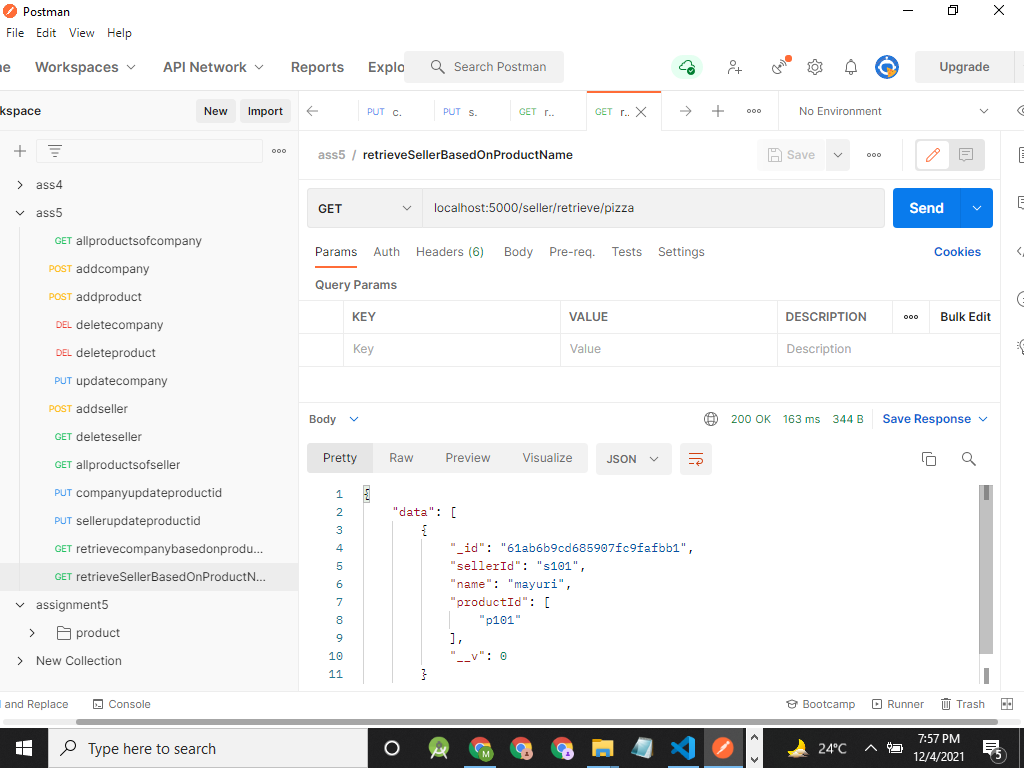 Postman
File Edit View Help
ne Workspaces API Network Reports Explo Search Postman Upgrade
kspace New Import PUT c. PUT s. GET r.. GET r.. No Environment
ass5 / retrieveSellerBasedOnProductName Save
ass4
ass5
GET localhost:5000/seller/retrieve/pizza Send
GET allproductsofcompany
POST addcompany
POST addproduct
DEL deletecompany
DEL deleteproduct
PUT updatecompany
POST addseller
GET deleteseller
GET allproductsofseller
PUT companyupdateproductid
PUT sellerupdateproductid
GET retrievecompanybasedonprodu...
GET retrieveSellerBasedOnProductN...
assignment5
product
New Collection
Params Auth Headers (6) Body Pre-req. Tests Settings Cookies
Query Params
KEY VALUE DESCRIPTION Bulk Edit
Key Value Description
Body 200 OK 163 ms 344 B Save Response
Pretty Raw Preview Visualize JSON
1 {
2 "data": [
3 {
4 "_id": "61ab6b9cd685907fc9fafbb1",
5 "sellerId": "s101",
6 "name": "mayuri",
7 "productId": [
8 "p101"
9 ],
10 "__v": 0
11 }
and Replace Console Bootcamp Runner Trash
Type here to search M A 24°C 7:57 PM
12/4/2021 5